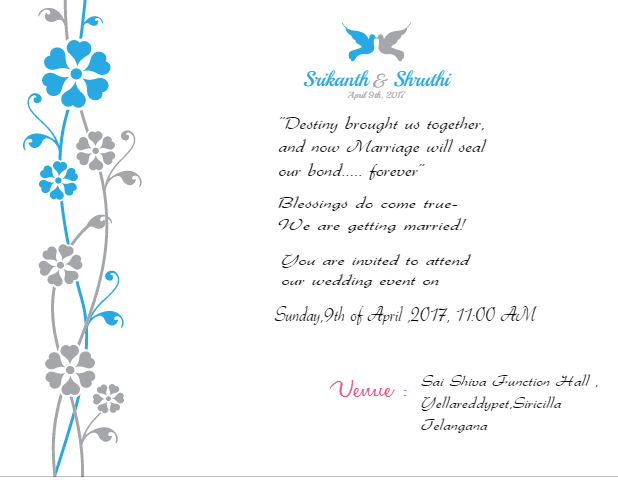 Srikanth & Shruthi
April 9th, 2017
"Destiny brought us together,
and now Marriage will seal
our bond..... forever"
Blessings do come true-
We are getting married!
You are invited to attend
our wedding event on
Sunday,9th of April ,2017, 11:00 AM
Venue :
Sai Shiva Function Hall ,
Yellareddypet,Siricilla
Telangana